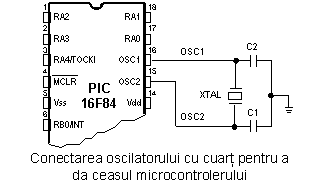 1 18
RA2 RA1
2 17
RA3 RA0
3 16 OSC1 C2
RA4/TOCKI OSC1
4 15
MCLR OSC2
5 PIC 14 XTAL
Vss 16F84 Vdd
6 OSC2 C1
RB0/INT
Conectarea oscilatorului cu cuarţ pentru a
da ceasul microcontrolerului